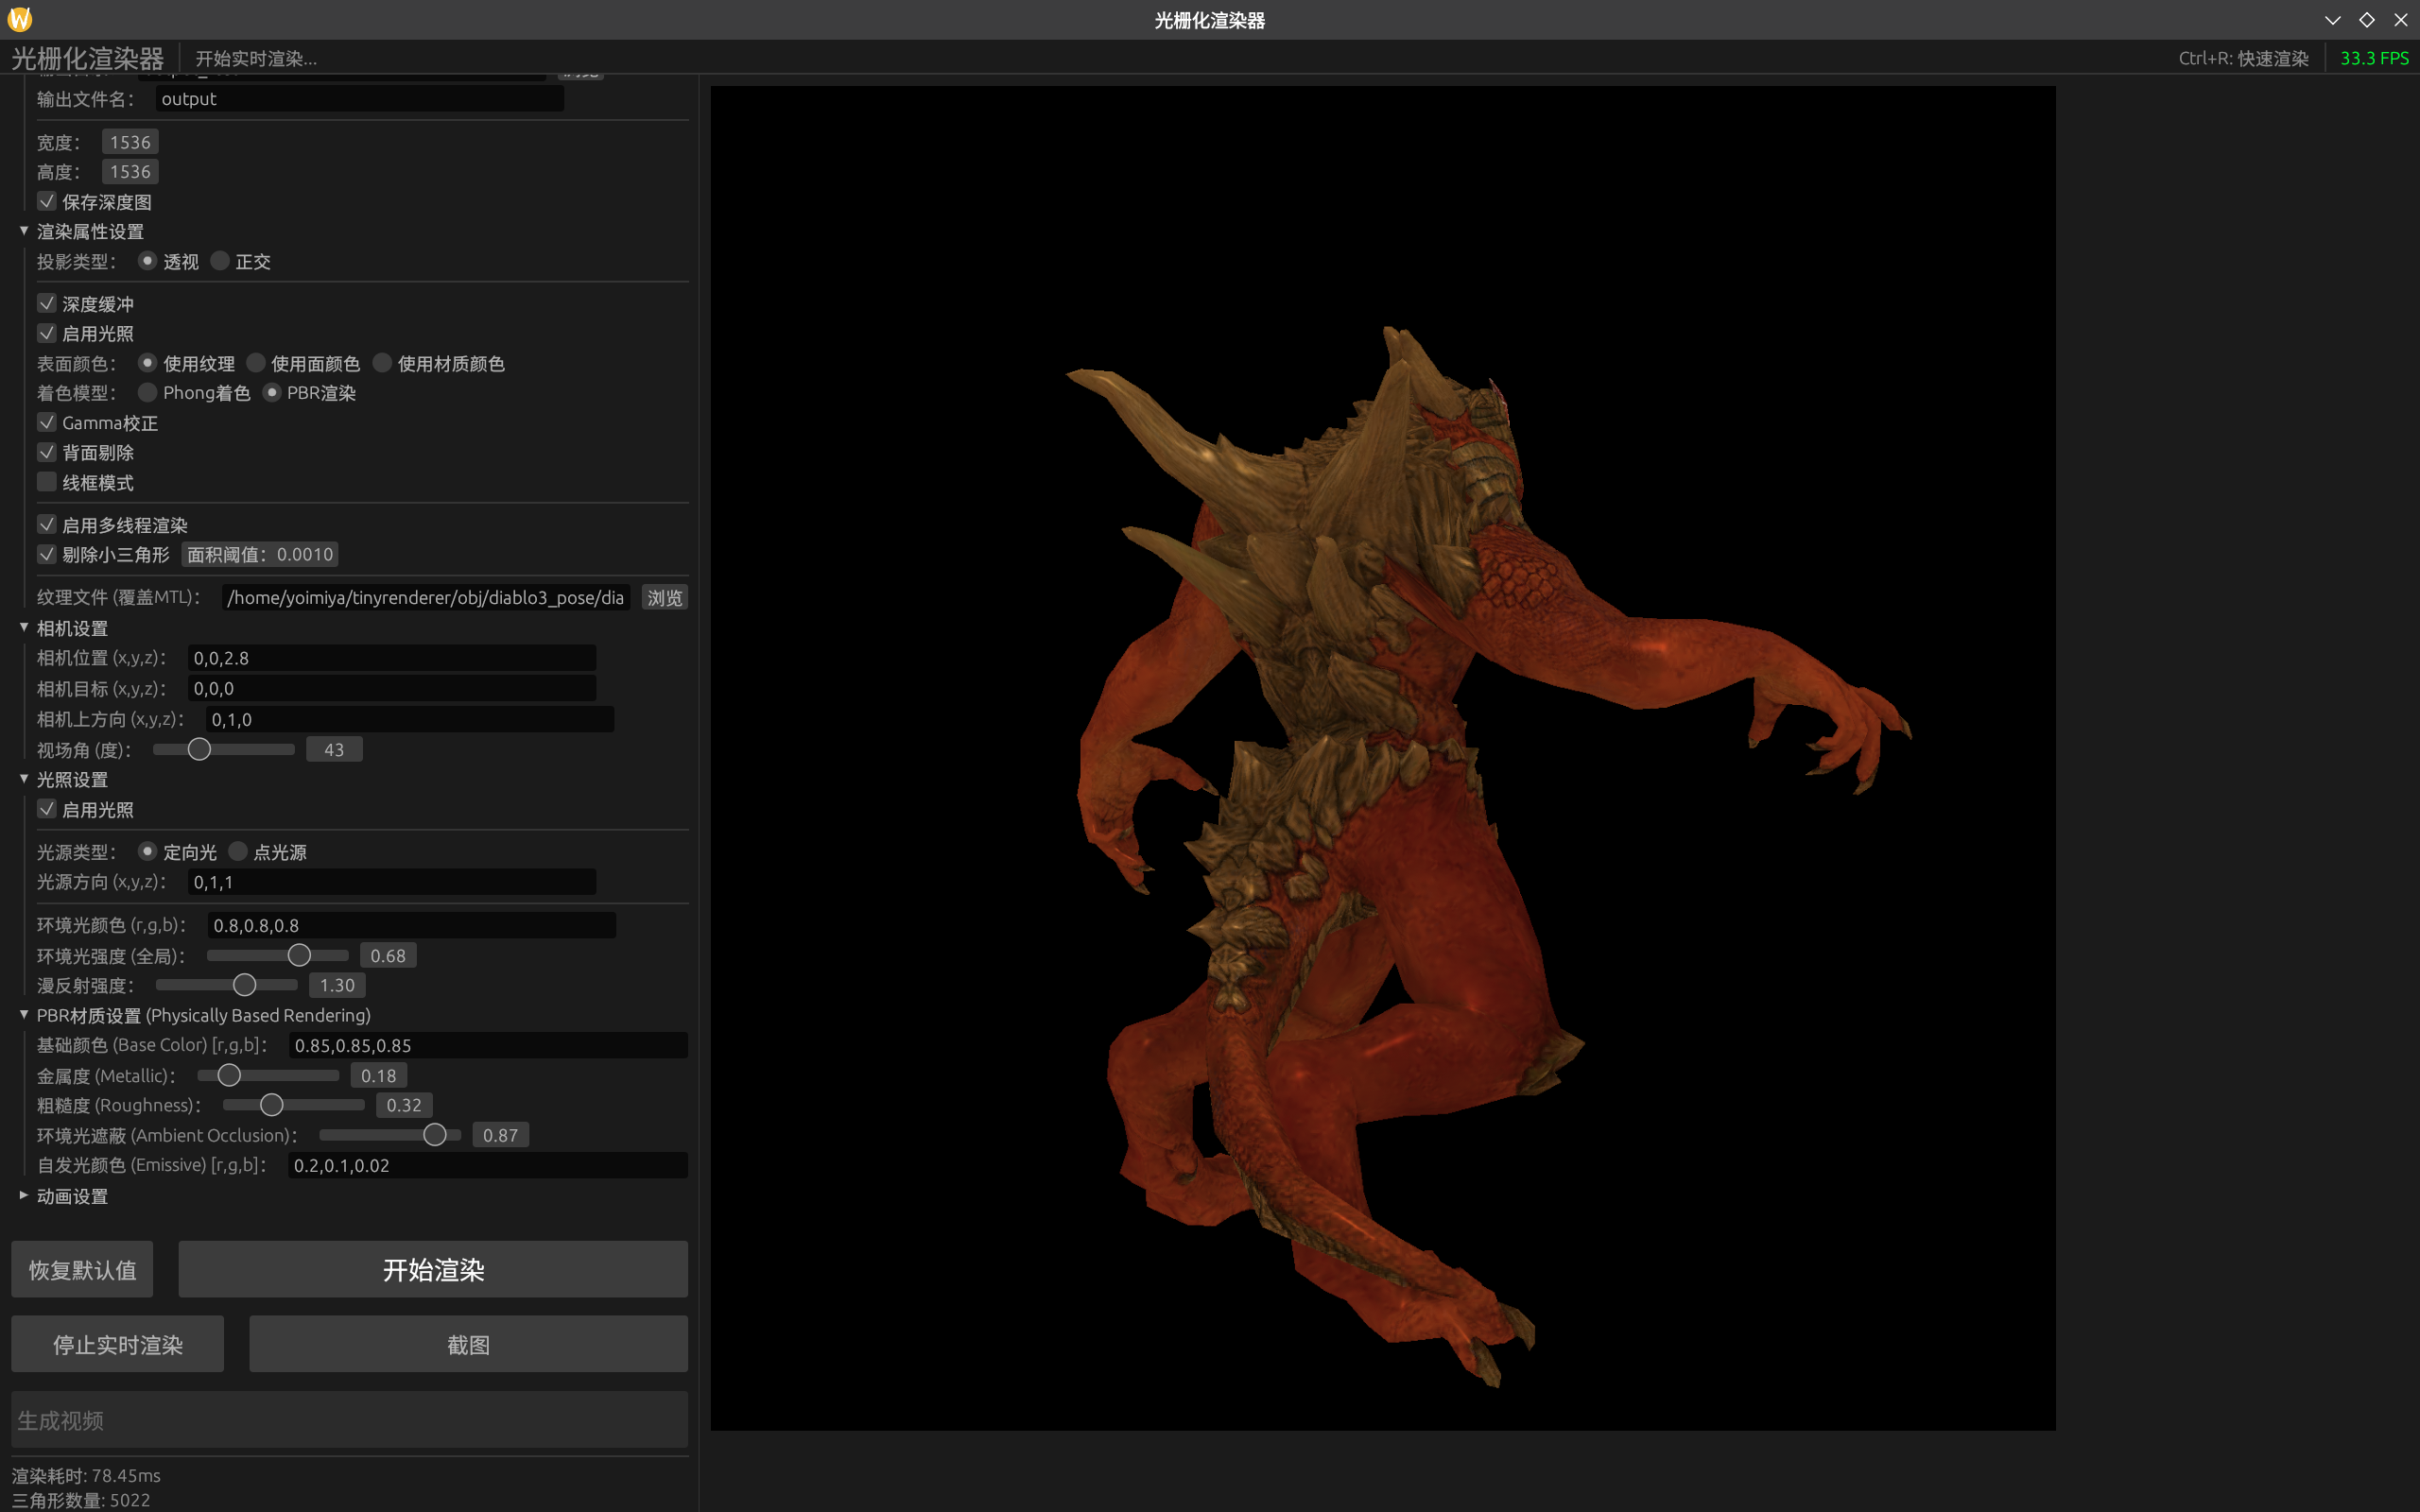 光栅化渲染器
光栅化渲染器 开始实时渲染... Ctrl+R: 快速渲染 33.3 FPS
输出文件名： output
宽度： 1536
高度： 1536
保存深度图
渲染属性设置
投影类型： 透视 正交
深度缓冲
启用光照
表面颜色： 使用纹理 使用面颜色 使用材质颜色
着色模型： Phong着色 PBR渲染
Gamma校正
背面剔除
线框模式
启用多线程渲染
剔除小三角形 面积阈值：0.0010
纹理文件 (覆盖MTL)： /home/yoimiya/tinyrenderer/obj/diablo3_pose/dia 浏览
相机设置
相机位置 (x,y,z)： 0,0,2.8
相机目标 (x,y,z)： 0,0,0
相机上方向 (x,y,z)： 0,1,0
视场角 (度)： 43
光照设置
启用光照
光源类型： 定向光 点光源
光源方向 (x,y,z)： 0,1,1
环境光颜色 (r,g,b)： 0.8,0.8,0.8
环境光强度 (全局)： 0.68
漫反射强度： 1.30
PBR材质设置 (Physically Based Rendering)
基础颜色 (Base Color) [r,g,b]： 0.85,0.85,0.85
金属度 (Metallic)： 0.18
粗糙度 (Roughness)： 0.32
环境光遮蔽 (Ambient Occlusion)： 0.87
自发光颜色 (Emissive) [r,g,b]： 0.2,0.1,0.02
动画设置
恢复默认值 开始渲染
停止实时渲染 截图
生成视频
渲染耗时: 78.45ms
三角形数量: 5022